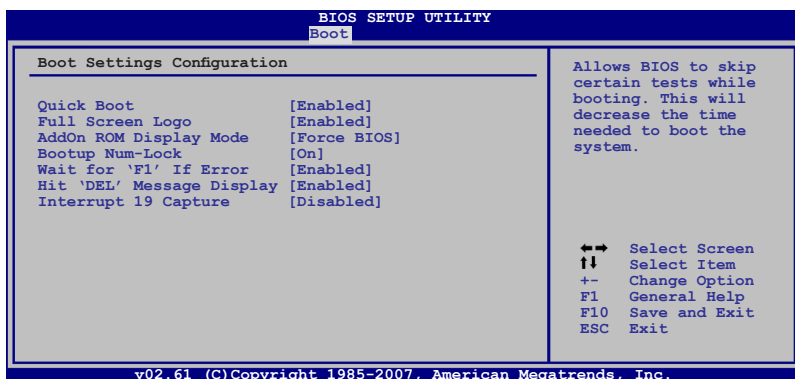 BIOS SETUP UTILITY
Boot
Boot Settings Configuration
Quick Boot [Enabled]
Full Screen Logo [Enabled]
AddOn ROM Display Mode [Force BIOS]
Bootup Num-Lock [On]
Wait for ‘F1’ If Error [Enabled]
Hit ‘DEL’ Message Display [Enabled]
Interrupt 19 Capture [Disabled]
Allows BIOS to skip
certain tests while
booting. This will
decrease the time
needed to boot the
system.
←→ Select Screen
↑↓ Select Item
+- Change Option
F1 General Help
F10 Save and Exit
ESC Exit
v02.61 (C)Copyright 1985-2007, American Megatrends, Inc.